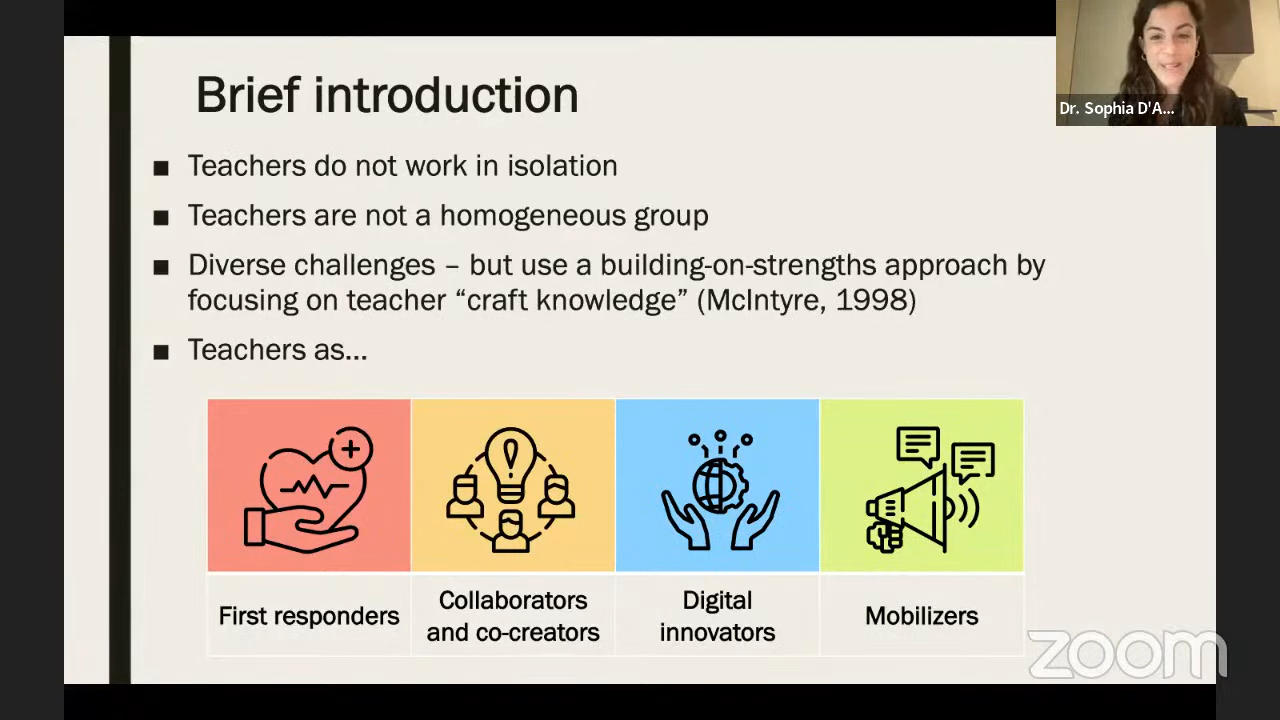 Brief introduction
Dr. Sophia D'A...
■ Teachers do not work in isolation
■ Teachers are not a homogeneous group
■ Diverse challenges – but use a building-on-strengths approach by
focusing on teacher “craft knowledge” (McIntyre, 1998)
■ Teachers as...
First responders
Collaborators
and co-creators
Digital
innovators
Mobilizers
zoom